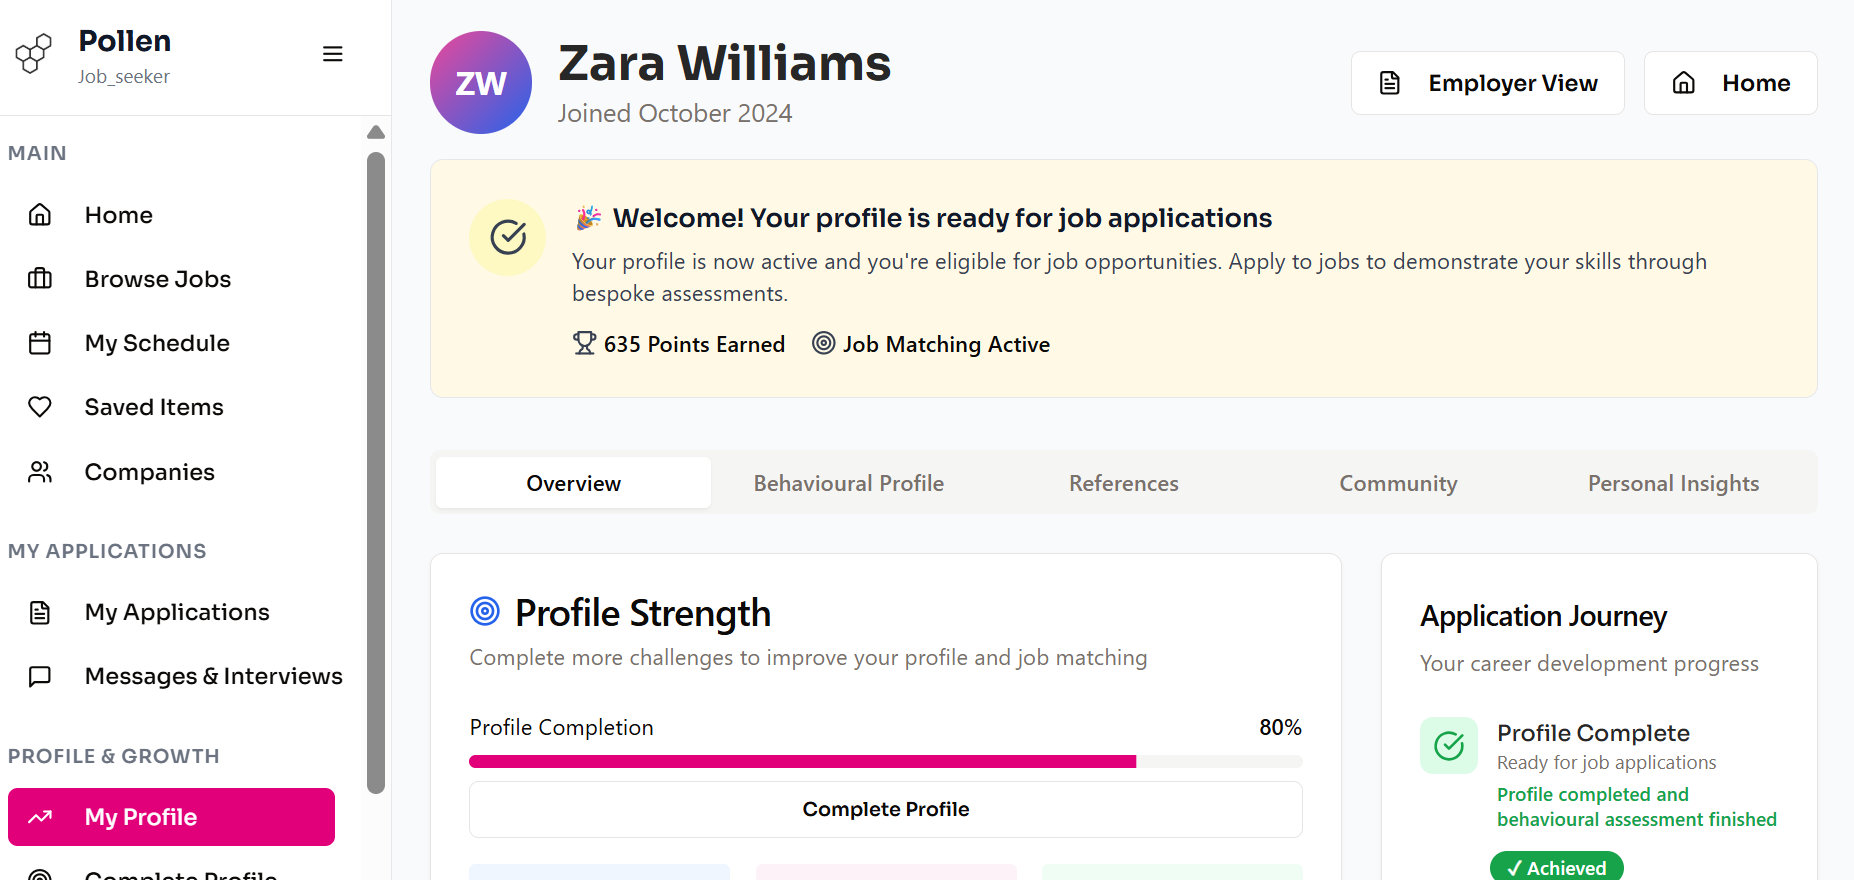 Pollen
Job_seeker
MAIN
Home
Browse Jobs
My Schedule
Saved Items
Companies
MY APPLICATIONS
My Applications
Messages & Interviews
PROFILE & GROWTH
My Profile
Complete Profile
ZW
Zara Williams
Joined October 2024
Employer View
Home
🎉 Welcome! Your profile is ready for job applications
Your profile is now active and you're eligible for job opportunities. Apply to jobs to demonstrate your skills through
bespoke assessments.
635 Points Earned
Job Matching Active
Overview
Behavioural Profile
References
Community
Personal Insights
Profile Strength
Complete more challenges to improve your profile and job matching
Profile Completion
80%
Complete Profile
Application Journey
Your career development progress
Profile Complete
Ready for job applications
Profile completed and
behavioural assessment finished
✓ Achieved